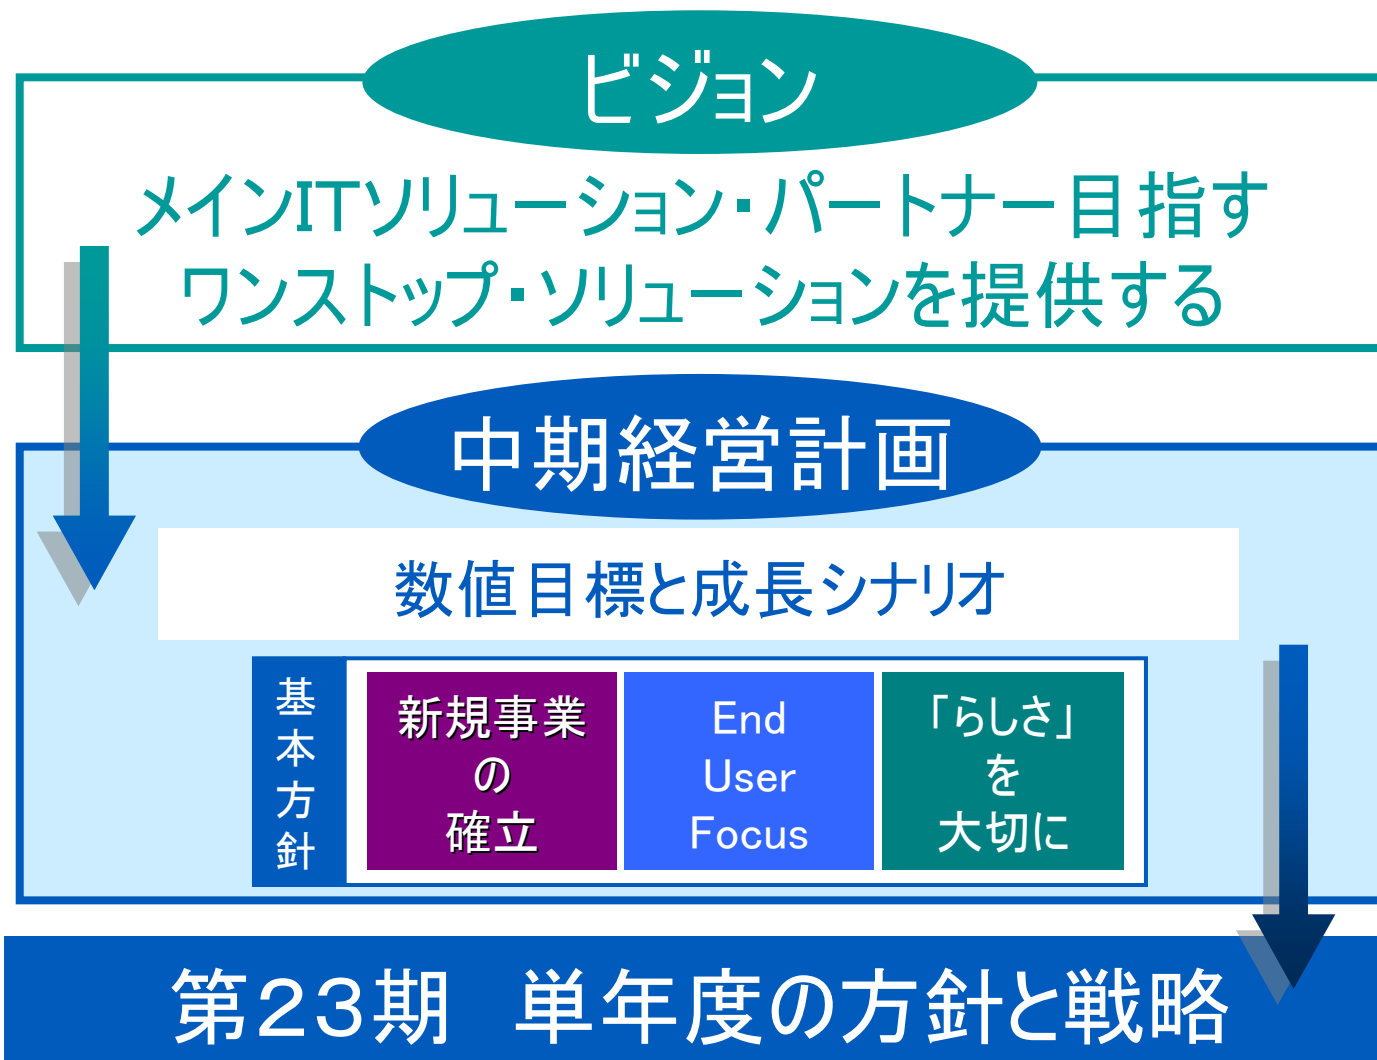 ビジョン
メインITソリューション・パートナー目指す
ワンストップ・ソリューションを提供する
中期経営計画
数値目標と成長シナリオ
基本方針
新規事業
の
確立
End
User
Focus
「らしさ」
を
大切に
第２３期　単年度の方針と戦略